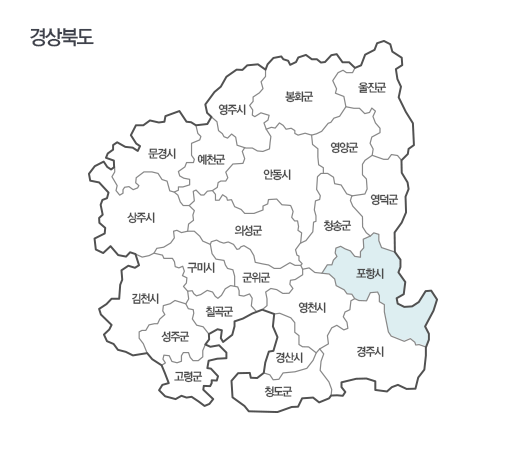 경상북도
울진군
봉화군
영주시
영양군
문경시
예천군
안동시
영덕군
상주시
청송군
의성군
구미시
포항시
군위군
김천시
영천시
칠곡군
성주군
경주시
경산시
고령군
청도군